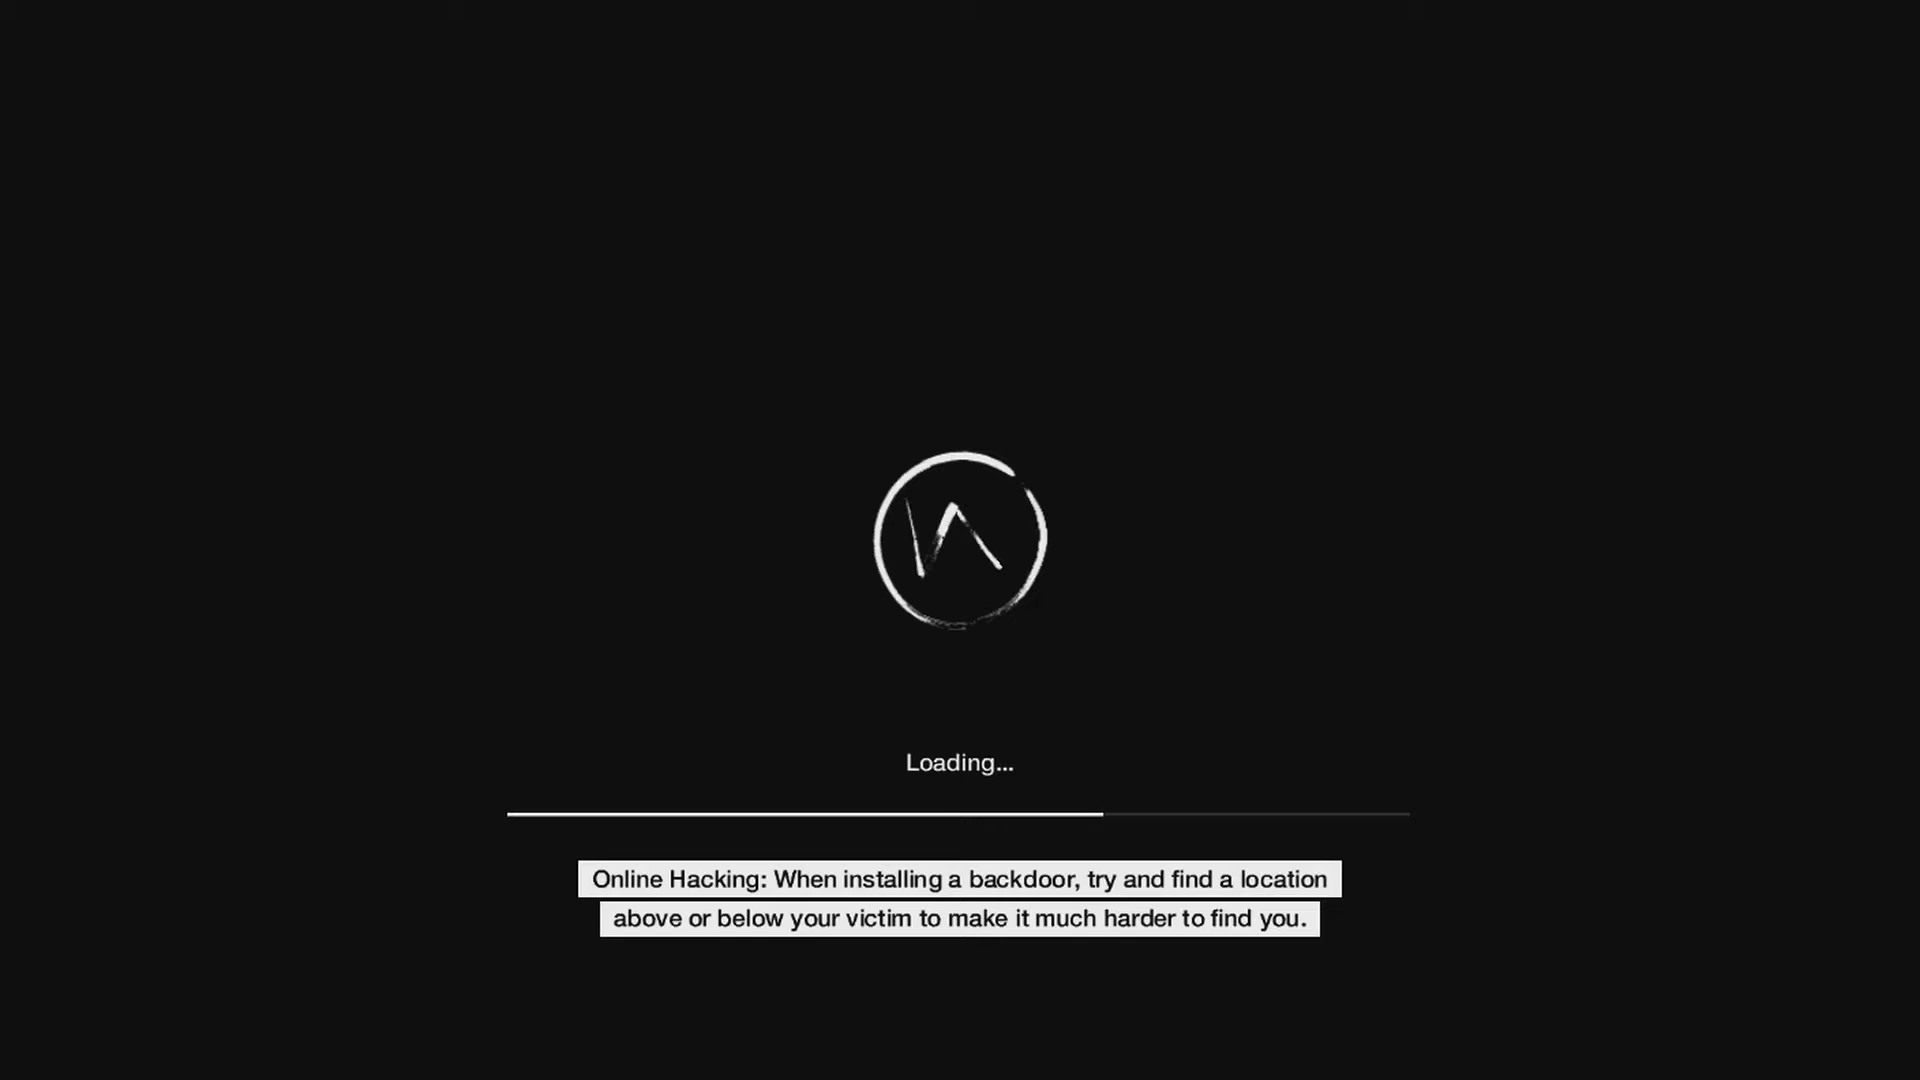 Loading...
Online Hacking: When installing a backdoor, try and find a location
above or below your victim to make it much harder to find you.